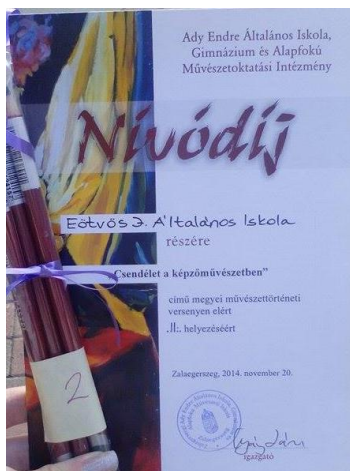 Ady Endre Általános Iskola,
Gimnázium és Alapfokú
Művészetoktatási Intézmény
Nívódíj
Eötvös J. Általános Iskola
részére
„Csendélet a képzőművészetben”
című megyei művészettörténeti
versenyen elért
.II. helyezéséért
2
Zalaegerszeg, 2014. november 20.
igazgató